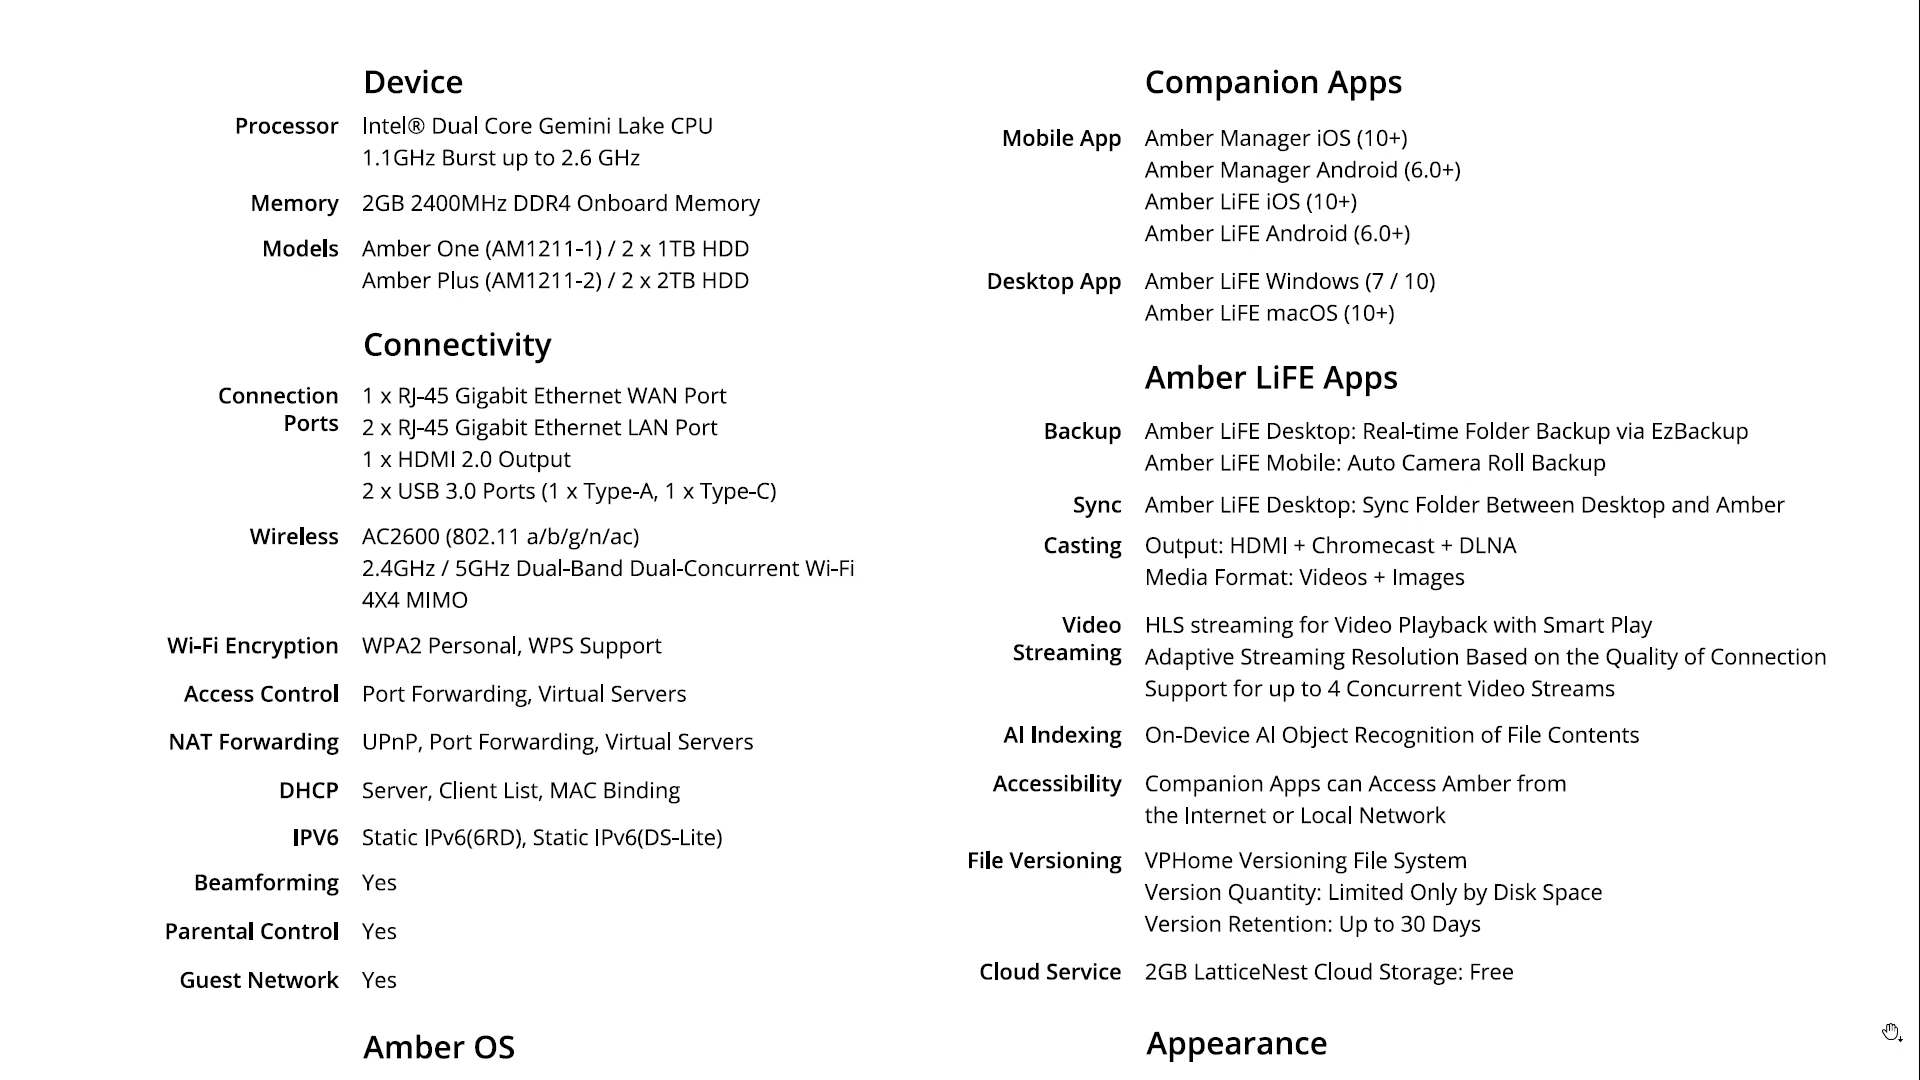 Device
Processor Intel® Dual Core Gemini Lake CPU
1.1GHz Burst up to 2.6 GHz
Memory 2GB 2400MHz DDR4 Onboard Memory
Models Amber One (AM1211-1) / 2 x 1TB HDD
Amber Plus (AM1211-2) / 2 x 2TB HDD
Connectivity
Connection 1 x RJ-45 Gigabit Ethernet WAN Port
Ports 2 x RJ-45 Gigabit Ethernet LAN Port
1 x HDMI 2.0 Output
2 x USB 3.0 Ports (1 x Type-A, 1 x Type-C)
Wireless AC2600 (802.11 a/b/g/n/ac)
2.4GHz / 5GHz Dual-Band Dual-Concurrent Wi-Fi
4X4 MIMO
Wi-Fi Encryption WPA2 Personal, WPS Support
Access Control Port Forwarding, Virtual Servers
NAT Forwarding UPnP, Port Forwarding, Virtual Servers
DHCP Server, Client List, MAC Binding
IPV6 Static IPv6(6RD), Static IPv6(DS-Lite)
Beamforming Yes
Parental Control Yes
Guest Network Yes
Amber OS
Companion Apps
Mobile App Amber Manager iOS (10+)
Amber Manager Android (6.0+)
Amber LiFE iOS (10+)
Amber LiFE Android (6.0+)
Desktop App Amber LiFE Windows (7 / 10)
Amber LiFE macOS (10+)
Amber LiFE Apps
Backup Amber LiFE Desktop: Real-time Folder Backup via EzBackup
Amber LiFE Mobile: Auto Camera Roll Backup
Sync Amber LiFE Desktop: Sync Folder Between Desktop and Amber
Casting Output: HDMI + Chromecast + DLNA
Media Format: Videos + Images
Video HLS streaming for Video Playback with Smart Play
Streaming Adaptive Streaming Resolution Based on the Quality of Connection
Support for up to 4 Concurrent Video Streams
AI Indexing On-Device AI Object Recognition of File Contents
Accessibility Companion Apps can Access Amber from
the Internet or Local Network
File Versioning VPHome Versioning File System
Version Quantity: Limited Only by Disk Space
Version Retention: Up to 30 Days
Cloud Service 2GB LatticeNest Cloud Storage: Free
Appearance